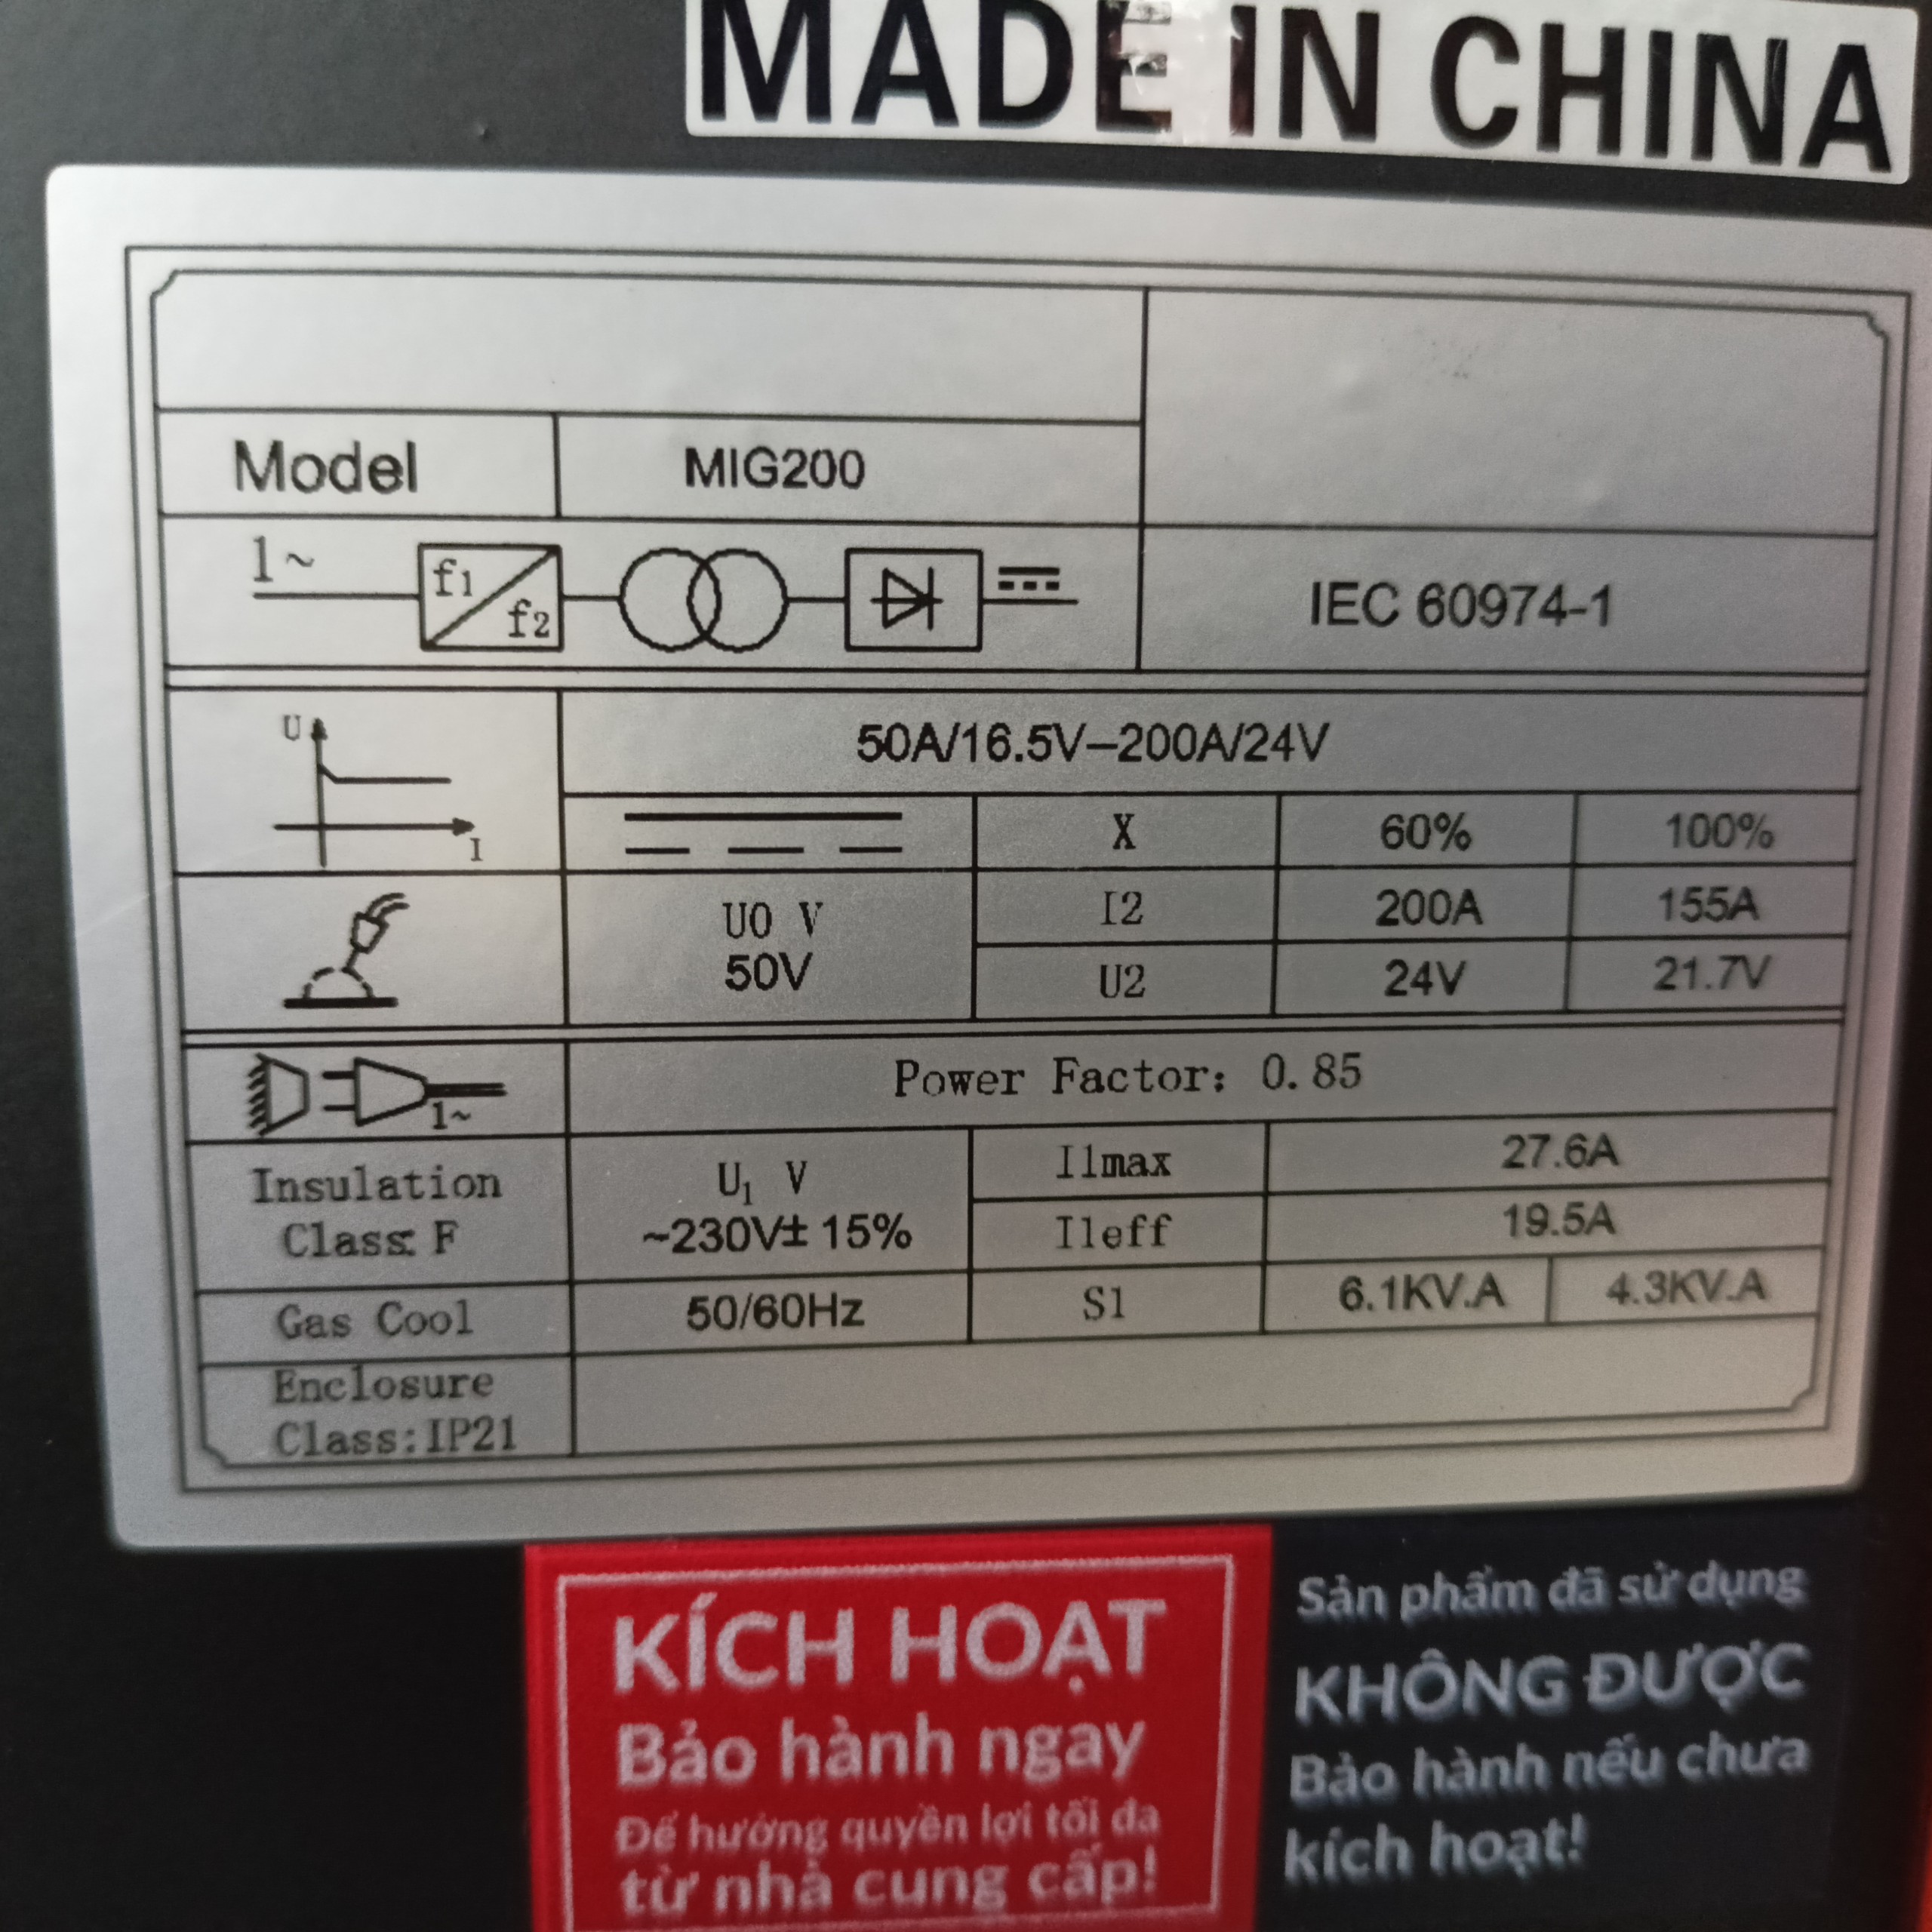 MADE IN CHINA
Model MIG200
1~ f1 f2
IEC 60974-1
U I
50A/16.5V–200A/24V
X 60% 100%
U0 V
50V
I2 200A 155A
U2 24V 21.7V
1~
Power Factor: 0.85
Insulation
Class: F
U₁ V
~230V± 15%
I1max 27.6A
I1eff 19.5A
Gas Cool 50/60Hz S1 6.1KV.A 4.3KV.A
Enclosure
Class:IP21
KÍCH HOẠT
Bảo hành ngay
Để hưởng quyền lợi tối đa
từ nhà cung cấp!
Sản phẩm đã sử dụng
KHÔNG ĐƯỢC
Bảo hành nếu chưa
kích hoạt!